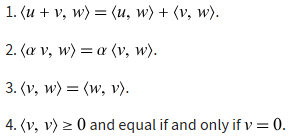 1. ⟨u + v, w⟩ = ⟨u, w⟩ + ⟨v, w⟩.
2. ⟨α v, w⟩ = α ⟨v, w⟩.
3. ⟨v, w⟩ = ⟨w, v⟩.
4. ⟨v, v⟩ ≥ 0 and equal if and only if v = 0.